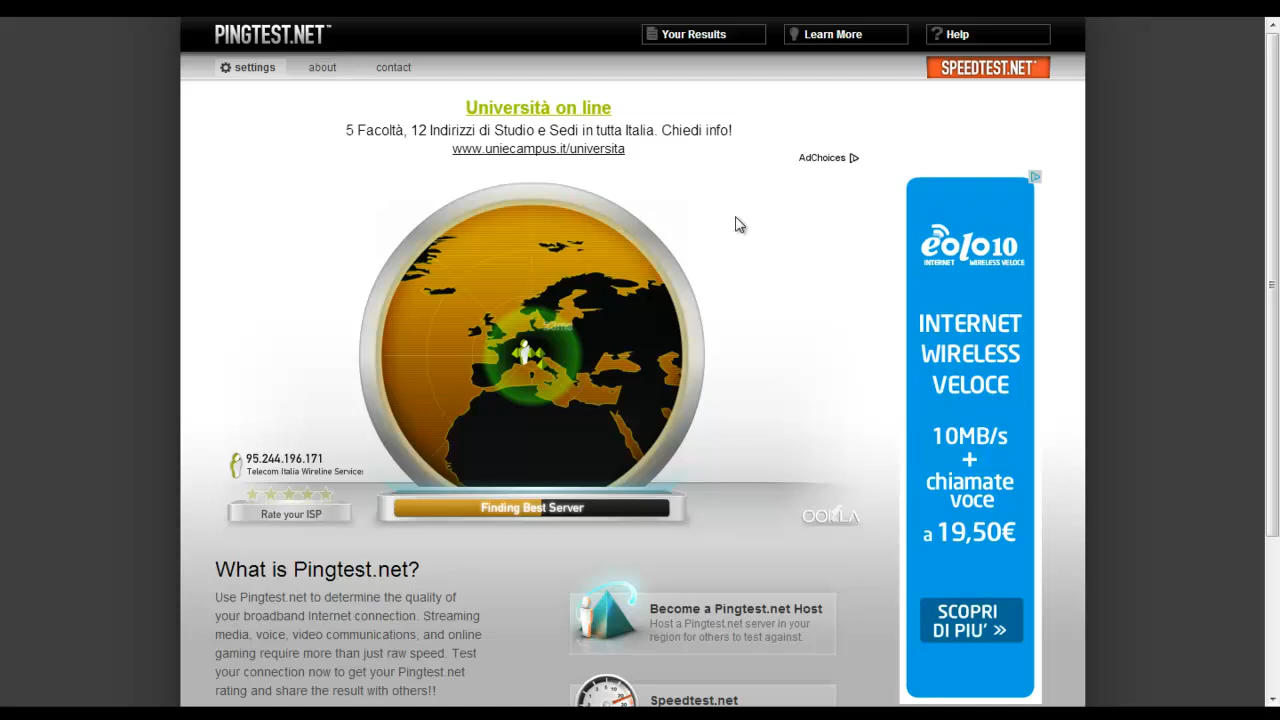 PINGTEST.NET™
Your Results
Learn More
? Help
settings
about
contact
SPEEDTEST.NET
Università on line
5 Facoltà, 12 Indirizzi di Studio e Sedi in tutta Italia. Chiedi info!
www.uniecampus.it/universita
AdChoices
eolo10
INTERNET WIRELESS VELOCE
INTERNET
WIRELESS
VELOCE
10MB/s
+
chiamate
voce
a 19,50€
SCOPRI
DI PIU' »
95.244.196.171
Telecom Italia Wireline Services
Rate your ISP
Finding Best Server
OOKLA
What is Pingtest.net?
Use Pingtest.net to determine the quality of
your broadband Internet connection. Streaming
media, voice, video communications, and online
gaming require more than just raw speed. Test
your connection now to get your Pingtest.net
rating and share the result with others!!
Become a Pingtest.net Host
Host a Pingtest.net server in your
region for others to test against.
Speedtest.net